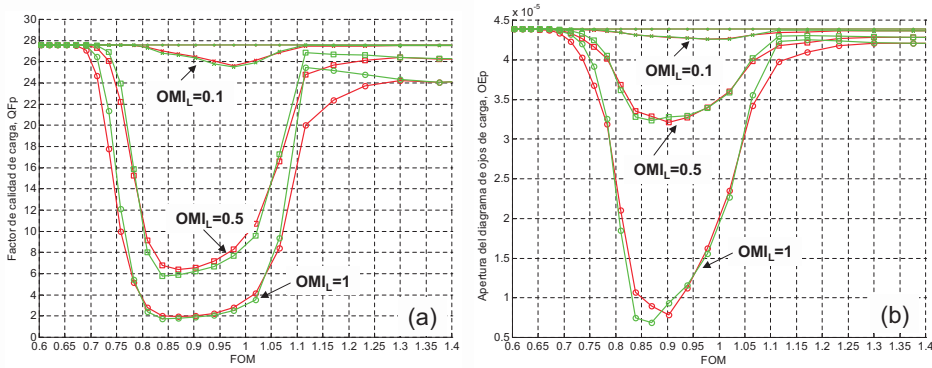 Factor de calidad de carga, QFp
30
28
26
24
22
20
18
16
14
12
10
8
6
4
2
0
OMIL=0.1
OMIL=0.5
OMIL=1
(a)
0.6 0.65 0.7 0.75 0.8 0.85 0.9 0.95 1 1.05 1.1 1.15 1.2 1.25 1.3 1.35 1.4
FOM
Apertura del diagrama de ojos de carga, OEp
x 10-5
4.5
4
3.5
3
2.5
2
1.5
1
0.5
OMIL=0.1
OMIL=0.5
OMIL=1
(b)
0.6 0.65 0.7 0.75 0.8 0.85 0.9 0.95 1 1.05 1.1 1.15 1.2 1.25 1.3 1.35 1.4
FOM